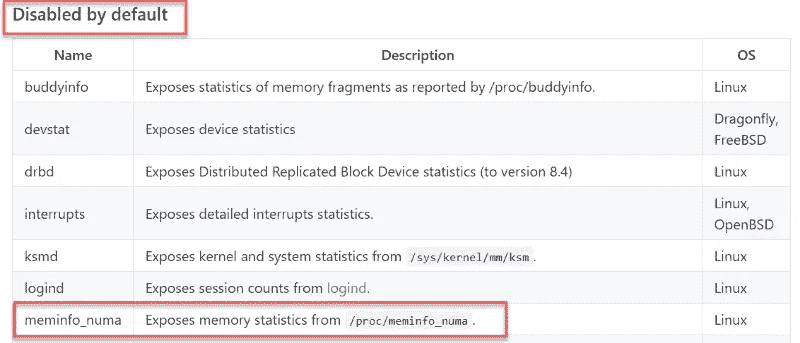 Disabled by default
Name Description OS
buddyinfo Exposes statistics of memory fragments as reported by /proc/buddyinfo. Linux
devstat Exposes device statistics Dragonfly,
FreeBSD
drbd Exposes Distributed Replicated Block Device statistics (to version 8.4) Linux
interrupts Exposes detailed interrupts statistics. Linux,
OpenBSD
ksmd Exposes kernel and system statistics from /sys/kernel/mm/ksm. Linux
logind Exposes session counts from logind. Linux
meminfo_numa Exposes memory statistics from /proc/meminfo_numa. Linux